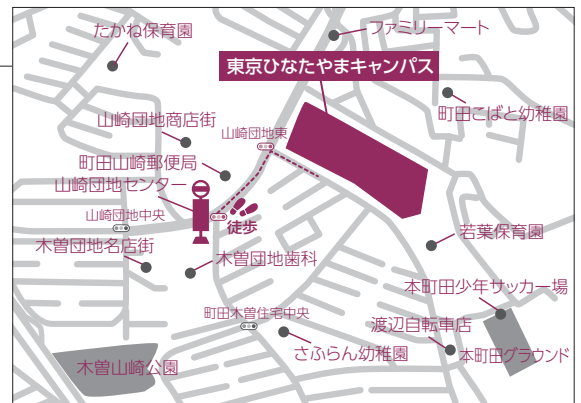 ファミリーマート
たかね保育園
東京ひなたやまキャンパス
町田こばと幼稚園
山崎団地商店街
山崎団地東
町田山崎郵便局
山崎団地センター
山崎団地中央
徒歩
木曽団地名店街
木曽団地歯科
若葉保育園
本町田少年サッカー場
町田木曽住宅中央
渡辺自転車店
さふらん幼稚園
本町田グラウンド
木曽山崎公園